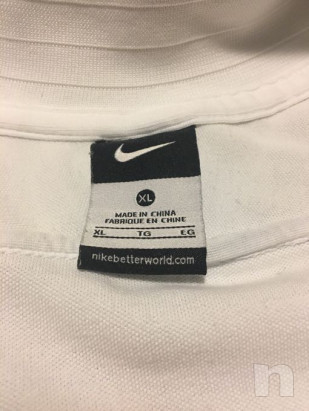 XL
MADE IN CHINA
FABRIQUE EN CHINE
XL TG EG
nikebetterworld.com
n